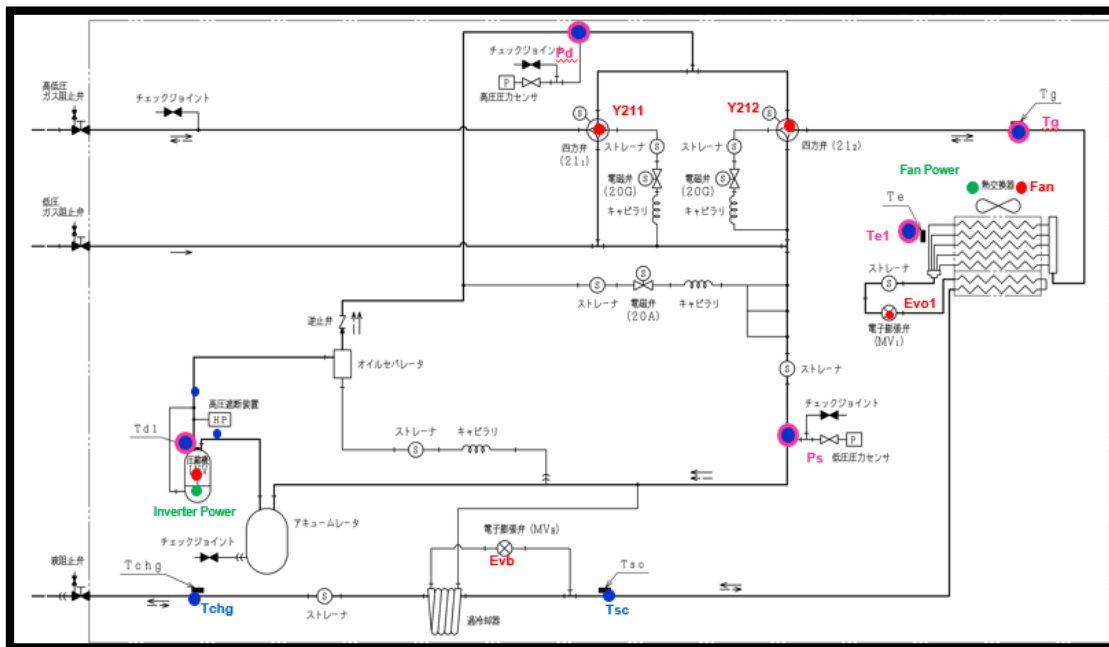 Pd
チェックジョイント
P
高圧圧力センサ
高低圧
ガス阻止弁
チェックジョイント
S
Y211
S
Y212
Tg
Tg
四方弁 (21₁)
ストレーナ
S
ストレーナ
S
四方弁 (21₂)
電磁弁
(20G)
S
電磁弁
(20G)
S
キャピラリ
キャピラリ
Fan Power
熱交換器
Fan
Te
Te1
低圧
ガス阻止弁
ストレーナ
S
Evo1
電子膨張弁
(MV₁)
S
S
ストレーナ
電磁弁
(20A)
キャピラリ
逆止弁
オイルセパレータ
S
ストレーナ
高圧遮断装置
HP
Td1
圧縮機
Inverter Power
ストレーナ
S
キャピラリ
チェックジョイント
P
Ps
低圧圧力センサ
アキュームレータ
チェックジョイント
電子膨張弁 (MVB)
Evb
液阻止弁
Tchg
Tchg
S
ストレーナ
過冷却器
Tsc
Tsc